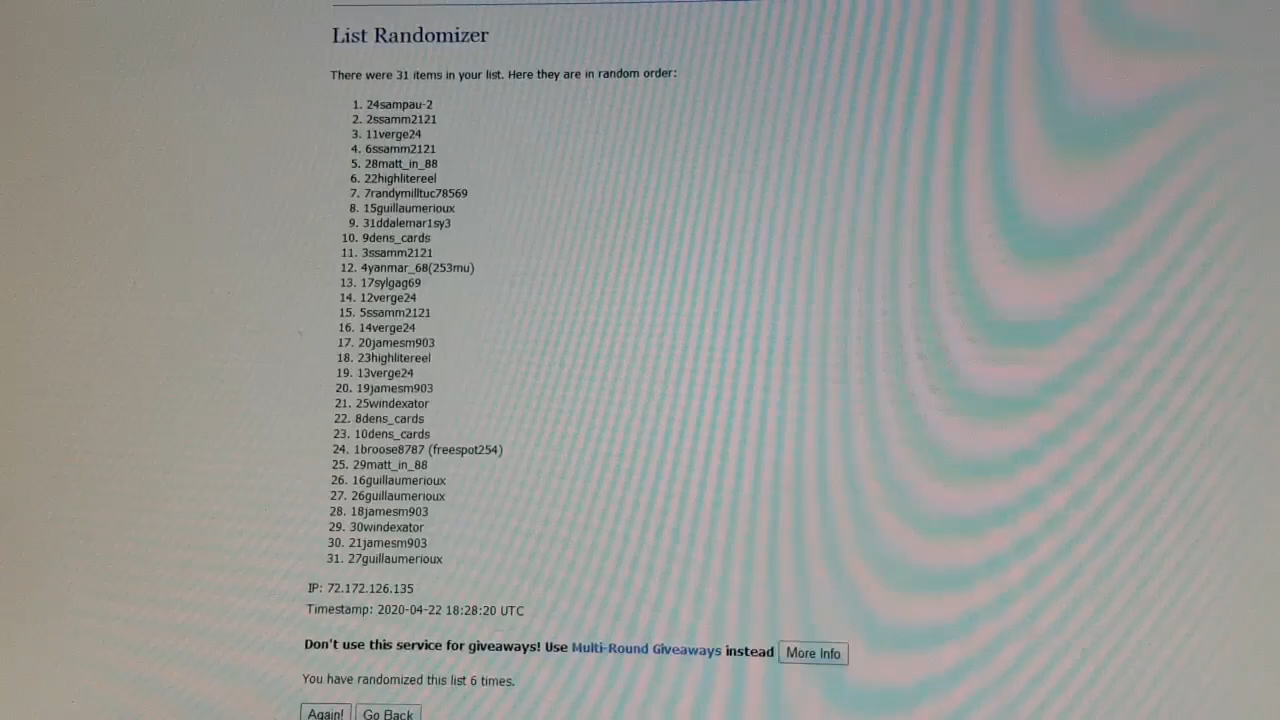 List Randomizer
There were 31 items in your list. Here they are in random order:
1. 24sampau-2
2. 2ssamm2121
3. 11verge24
4. 6ssamm2121
5. 28matt_in_88
6. 22highlitereel
7. 7randymilltuc78569
8. 15guillaumerioux
9. 31ddalemar1sy3
10. 9dens_cards
11. 3ssamm2121
12. 4yanmar_68(253mu)
13. 17sylgag69
14. 12verge24
15. 5ssamm2121
16. 14verge24
17. 20jamesm903
18. 23highlitereel
19. 13verge24
20. 19jamesm903
21. 25windexator
22. 8dens_cards
23. 10dens_cards
24. 1broose8787 (freespot254)
25. 29matt_in_88
26. 16guillaumerioux
27. 26guillaumerioux
28. 18jamesm903
29. 30windexator
30. 21jamesm903
31. 27guillaumerioux
IP: 72.172.126.135
Timestamp: 2020-04-22 18:28:20 UTC
Don't use this service for giveaways! Use Multi-Round Giveaways instead More Info
You have randomized this list 6 times.
Again! Go Back